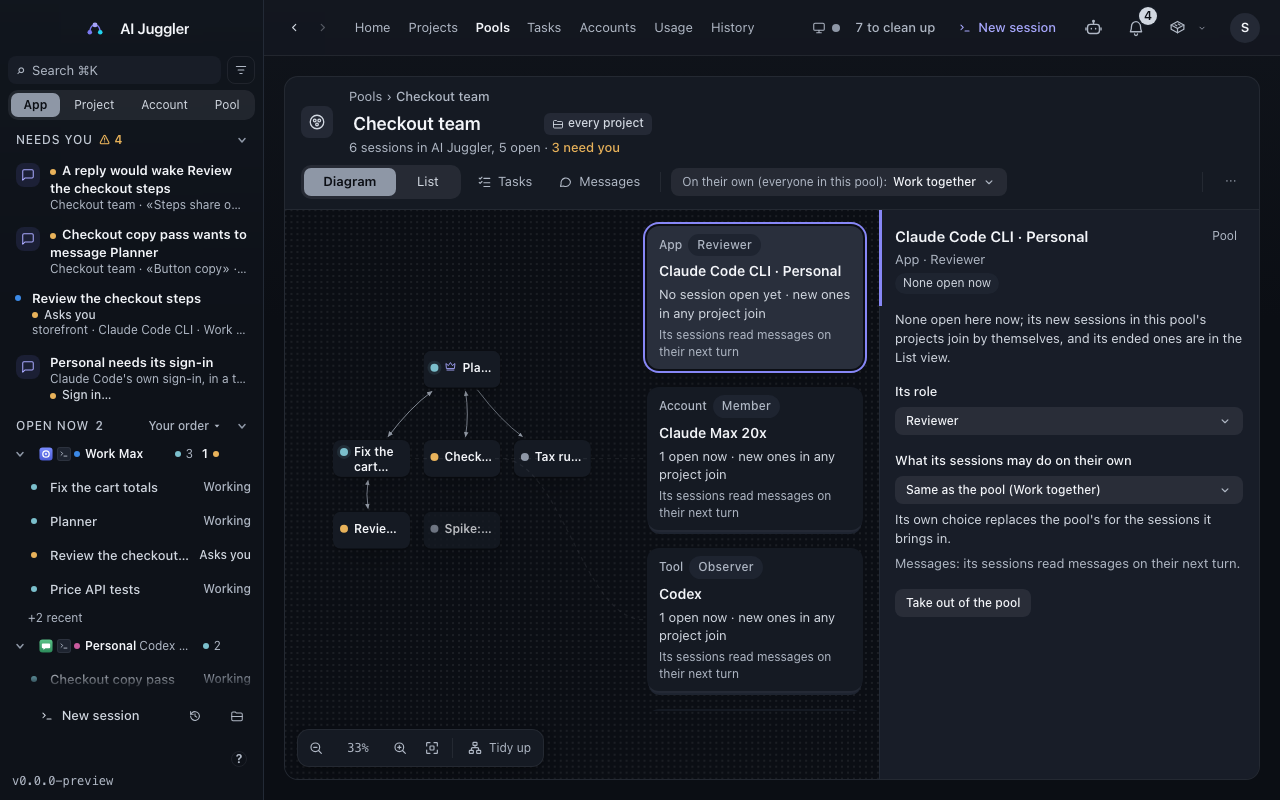 AI Juggler
Search ⌘K
App Project Account Pool
NEEDS YOU 4
A reply would wake Review the checkout steps
Checkout team · «Steps share o...
Checkout copy pass wants to message Planner
Checkout team · «Button copy» ·...
Review the checkout steps
Asks you
storefront · Claude Code CLI · Work ...
Personal needs its sign-in
Claude Code's own sign-in, in a t...
Sign in...
OPEN NOW 2 Your order
Work Max 3 1
Fix the cart totals Working
Planner Working
Review the checkout... Asks you
Price API tests Working
+2 recent
Personal Codex ... 2
Checkout copy pass Working
New session
?
v0.0.0-preview
Home Projects Pools Tasks Accounts Usage History
7 to clean up
New session
4
S
Pools › Checkout team
Checkout team
every project
6 sessions in AI Juggler, 5 open · 3 need you
Diagram List Tasks Messages
On their own (everyone in this pool): Work together
...
Pla...
Fix the cart...
Check...
Tax ru...
Revie...
Spike:...
App Reviewer
Claude Code CLI · Personal
No session open yet · new ones
in any project join
Its sessions read messages on
their next turn
Account Member
Claude Max 20x
1 open now · new ones in any
project join
Its sessions read messages on
their next turn
Tool Observer
Codex
1 open now · new ones in any
project join
Its sessions read messages on
their next turn
33%
Tidy up
Claude Code CLI · Personal Pool
App · Reviewer
None open now
None open here now; its new sessions in this pool's
projects join by themselves, and its ended ones are in the
List view.
Its role
Reviewer
What its sessions may do on their own
Same as the pool (Work together)
Its own choice replaces the pool's for the sessions it
brings in.
Messages: its sessions read messages on their next turn.
Take out of the pool